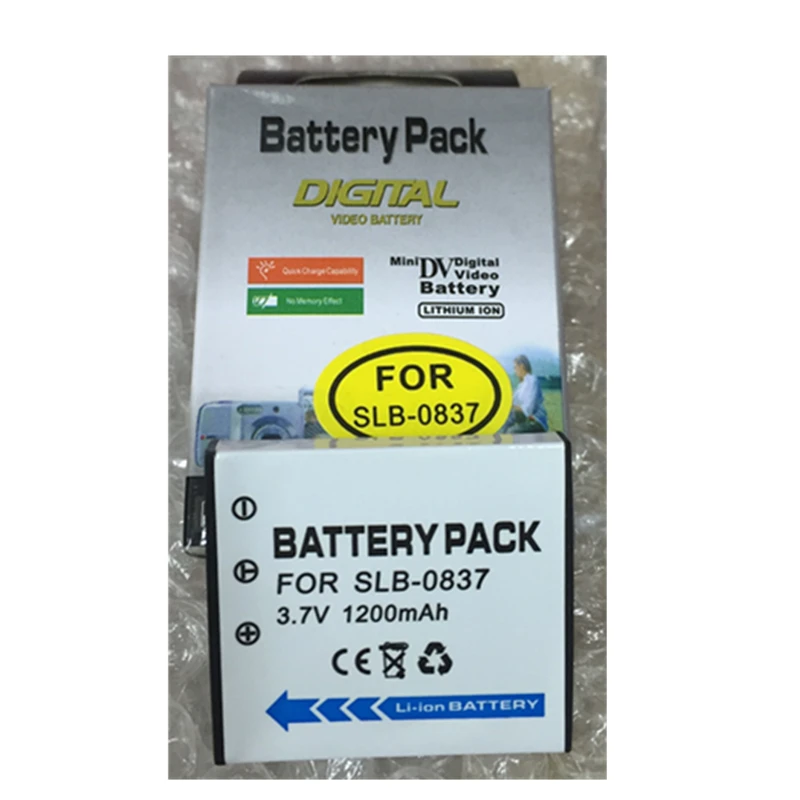 Battery Pack
DIGITAL
VIDEO BATTERY
Quick Charge Capability
No Memory Effect
Mini DV Digital
Video
Battery
LITHIUM ION
FOR
SLB-0837
BATTERY PACK
FOR SLB-0837
3.7V 1200mAh
CE
Li-ion BATTERY